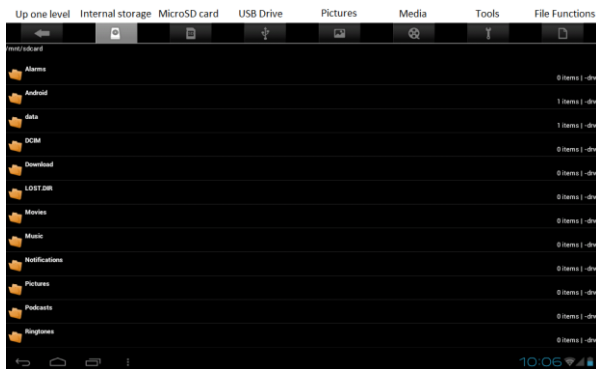 Up one level Internal storage MicroSD card USB Drive Pictures Media Tools File Functions
/mnt/sdcard
Alarms
0 items | -drw
Android
1 items | -drw
data
1 items | -drw
DCIM
0 items | -drw
Download
0 items | -drw
LOST.DIR
0 items | -drw
Movies
0 items | -drw
Music
0 items | -drw
Notifications
0 items | -drw
Pictures
0 items | -drw
Podcasts
0 items | -drw
Ringtones
0 items | -drw
10:06